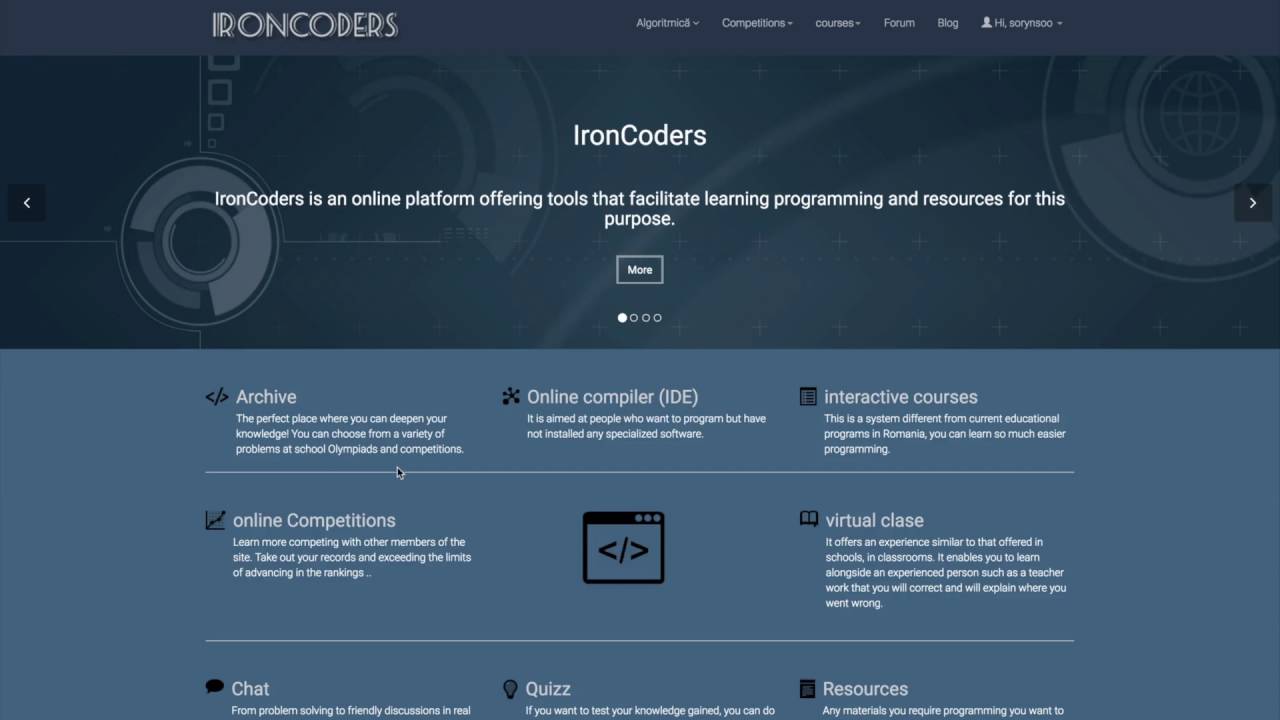 IRONCODERS
Algoritmică Competitions courses Forum Blog Hi, sorynsoo
IronCoders
IronCoders is an online platform offering tools that facilitate learning programming and resources for this
purpose.
More
</> Archive
The perfect place where you can deepen your
knowledge! You can choose from a variety of
problems at school Olympiads and competitions.
Online compiler (IDE)
It is aimed at people who want to program but have
not installed any specialized software.
interactive courses
This is a system different from current educational
programs in Romania, you can learn so much easier
programming.
online Competitions
Learn more competing with other members of the
site. Take out your records and exceeding the limits
of advancing in the rankings ..
</>
virtual clase
It offers an experience similar to that offered in
schools, in classrooms. It enables you to learn
alongside an experienced person such as a teacher
work that you will correct and will explain where you
went wrong.
Chat
From problem solving to friendly discussions in real
Quizz
If you want to test your knowledge gained, you can do
Resources
Any materials you require programming you want to